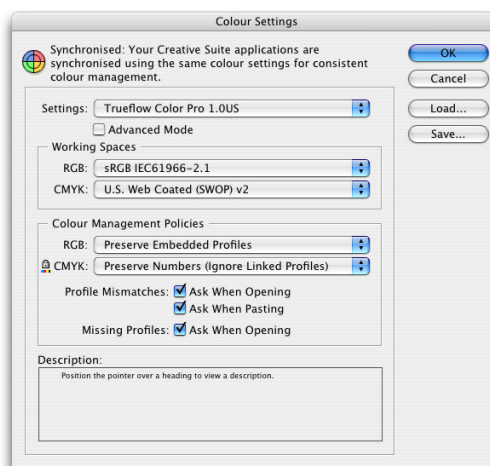 Colour Settings
Synchronised: Your Creative Suite applications are
synchronised using the same colour settings for consistent
colour management.
OK
Cancel
Load...
Save...
Settings: Trueflow Color Pro 1.0US
Advanced Mode
Working Spaces
RGB: sRGB IEC61966-2.1
CMYK: U.S. Web Coated (SWOP) v2
Colour Management Policies
RGB: Preserve Embedded Profiles
CMYK: Preserve Numbers (Ignore Linked Profiles)
Profile Mismatches: Ask When Opening
Ask When Pasting
Missing Profiles: Ask When Opening
Description:
Position the pointer over a heading to view a description.